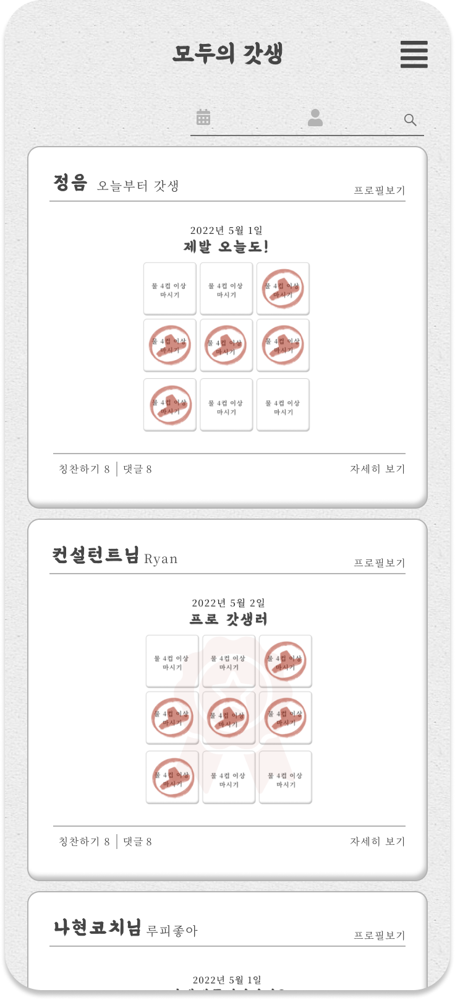 모두의 갓생
정음 오늘부터 갓생
프로필보기
2022년 5월 1일
제발 오늘도!
물 4컵 이상
마시기
물 4컵 이상
마시기
물 4컵 이상
마시기
물 4컵 이상
마시기
물 4컵 이상
마시기
물 4컵 이상
마시기
물 4컵 이상
마시기
물 4컵 이상
마시기
물 4컵 이상
마시기
칭찬하기 8 댓글 8 자세히 보기
컨설턴트님 Ryan
프로필보기
2022년 5월 2일
프로 갓생러
물 4컵 이상
마시기
물 4컵 이상
마시기
물 4컵 이상
마시기
물 4컵 이상
마시기
물 4컵 이상
마시기
물 4컵 이상
마시기
물 4컵 이상
마시기
물 4컵 이상
마시기
물 4컵 이상
마시기
칭찬하기 8 댓글 8 자세히 보기
나현코치님 루피좋아
프로필보기
2022년 5월 1일